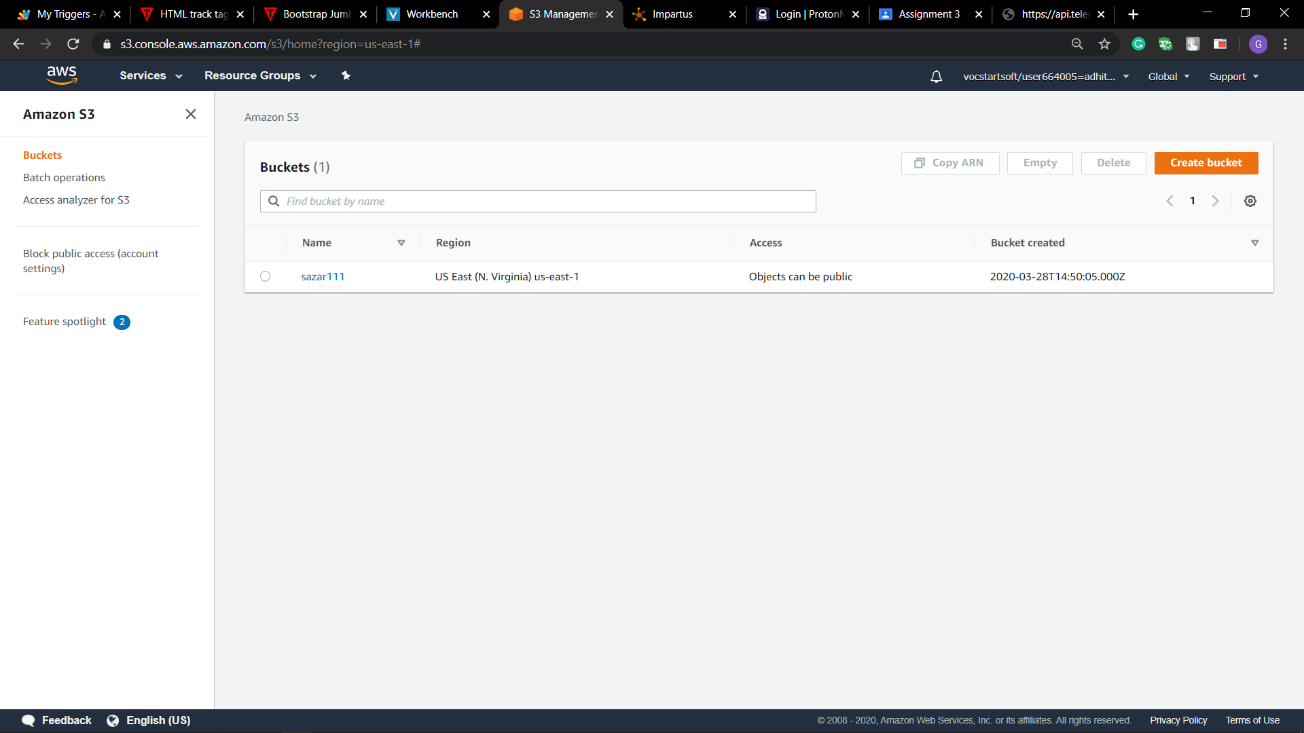 My Triggers - A
HTML track tag
Bootstrap Jumb
Workbench
S3 Managemen
Impartus
Login | ProtonM
Assignment 3
https://api.tele
s3.console.aws.amazon.com/s3/home?region=us-east-1#
G
aws
Services
Resource Groups
vocstartsoft/user664005=adhit...
Global
Support
Amazon S3
Buckets
Batch operations
Access analyzer for S3
Block public access (account
settings)
Feature spotlight 2
Amazon S3
Buckets (1)
Copy ARN
Empty
Delete
Create bucket
Find bucket by name
1
Name
Region
Access
Bucket created
sazar111
US East (N. Virginia) us-east-1
Objects can be public
2020-03-28T14:50:05.000Z
Feedback
English (US)
© 2008 - 2020, Amazon Web Services, Inc. or its affiliates. All rights reserved.
Privacy Policy
Terms of Use